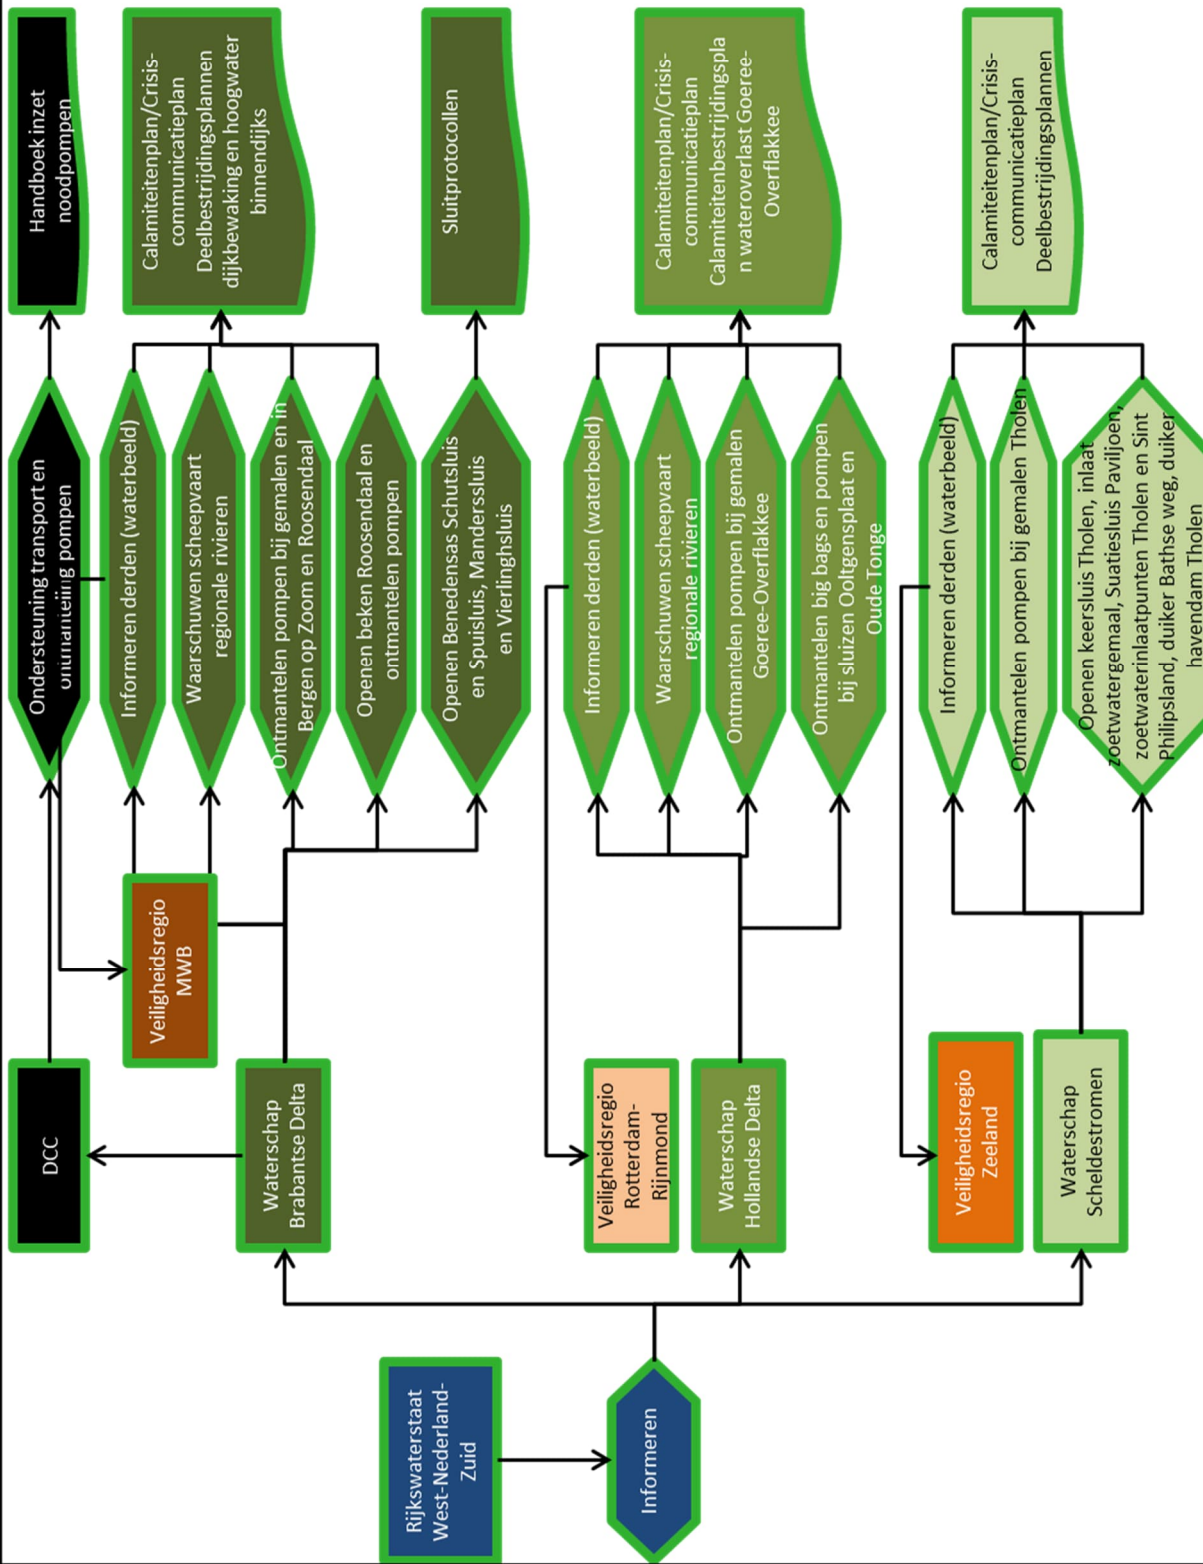 Rijkswaterstaat
West-Nederland-
Zuid
Informeren
DCC
Waterschap
Brabantse Delta
Veiligheidsregio
MWB
Veiligheidsregio
Rotterdam-
Rijnmond
Waterschap
Hollandse Delta
Veiligheidsregio
Zeeland
Waterschap
Scheldestromen
Ondersteuning transport en
ontmanteling pompen
Informeren derden (waterbeeld)
Waarschuwen scheepvaart
regionale rivieren
Ontmantelen pompen bij gemalen en in
Bergen op Zoom en Roosendaal
Openen beken Roosendaal en
ontmantelen pompen
Openen Benedensas Schutsluis
en Spuisluis, Manderssluis
en Vierlinghsluis
Informeren derden (waterbeeld)
Waarschuwen scheepvaart
regionale rivieren
Ontmantelen pompen bij gemalen
Goeree-Overflakkee
Ontmantelen big bags en pompen
bij sluizen Ooltgensplaat en
Oude Tonge
Informeren derden (waterbeeld)
Ontmantelen pompen bij gemalen Tholen
Openen keersluis Tholen, inlaat
zoetwatergemaal, Suatiesluis Paviljoen,
zoetwaterinlaatpunten Tholen en Sint
Philipsland, duiker Bathse weg, duiker
havendam Tholen
Handboek inzet
noodpompen
Calamiteitenplan/Crisis-
communicatieplan
Deelbestrijdingsplannen
dijkbewaking en hoogwater
binnendijks
Sluitprotocollen
Calamiteitenplan/Crisis-
communicatieplan
Calamiteitenbestrijdingspla
n wateroverlast Goeree-
Overflakkee
Calamiteitenplan/Crisis-
communicatieplan
Deelbestrijdingsplannen